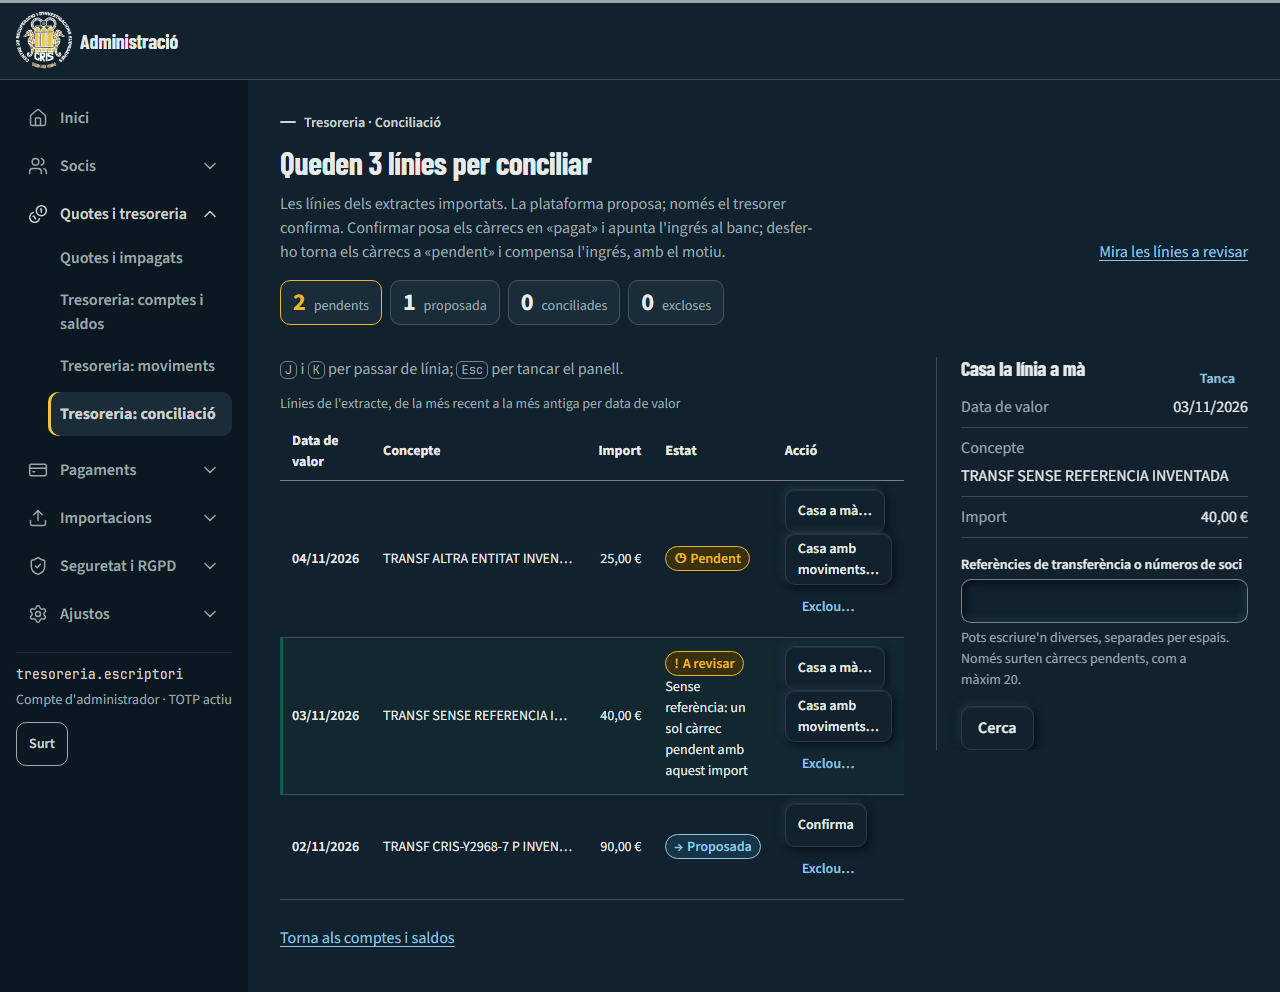 CRIS
Administració
Inici
Socis
Quotes i tresoreria
Quotes i impagats
Tresoreria: comptes i
saldos
Tresoreria: moviments
Tresoreria: conciliació
Pagaments
Importacions
Seguretat i RGPD
Ajustos
tresoreria.escriptori
Compte d'administrador · TOTP actiu
Surt
Tresoreria · Conciliació
Queden 3 línies per conciliar
Les línies dels extractes importats. La plataforma proposa; només el tresorer
confirma. Confirmar posa els càrrecs en «pagat» i apunta l'ingrés al banc; desfer-
ho torna els càrrecs a «pendent» i compensa l'ingrés, amb el motiu.
Mira les línies a revisar
2 pendents
1 proposada
0 conciliades
0 excloses
J i K per passar de línia; Esc per tancar el panell.
Línies de l'extracte, de la més recent a la més antiga per data de valor
Data de
valor
Concepte
Import
Estat
Acció
04/11/2026
TRANSF ALTRA ENTITAT INVEN...
25,00 €
Pendent
Casa a mà...
Casa amb
moviments...
Exclou...
03/11/2026
TRANSF SENSE REFERENCIA I...
40,00 €
! A revisar
Sense
referència: un
sol càrrec
pendent amb
aquest import
Casa a mà...
Casa amb
moviments...
Exclou...
02/11/2026
TRANSF CRIS-Y2968-7 P INVEN...
90,00 €
→ Proposada
Confirma
Exclou...
Torna als comptes i saldos
Casa la línia a mà
Tanca
Data de valor
03/11/2026
Concepte
TRANSF SENSE REFERENCIA INVENTADA
Import
40,00 €
Referències de transferència o números de soci
Pots escriure'n diverses, separades per espais.
Només surten càrrecs pendents, com a
màxim 20.
Cerca